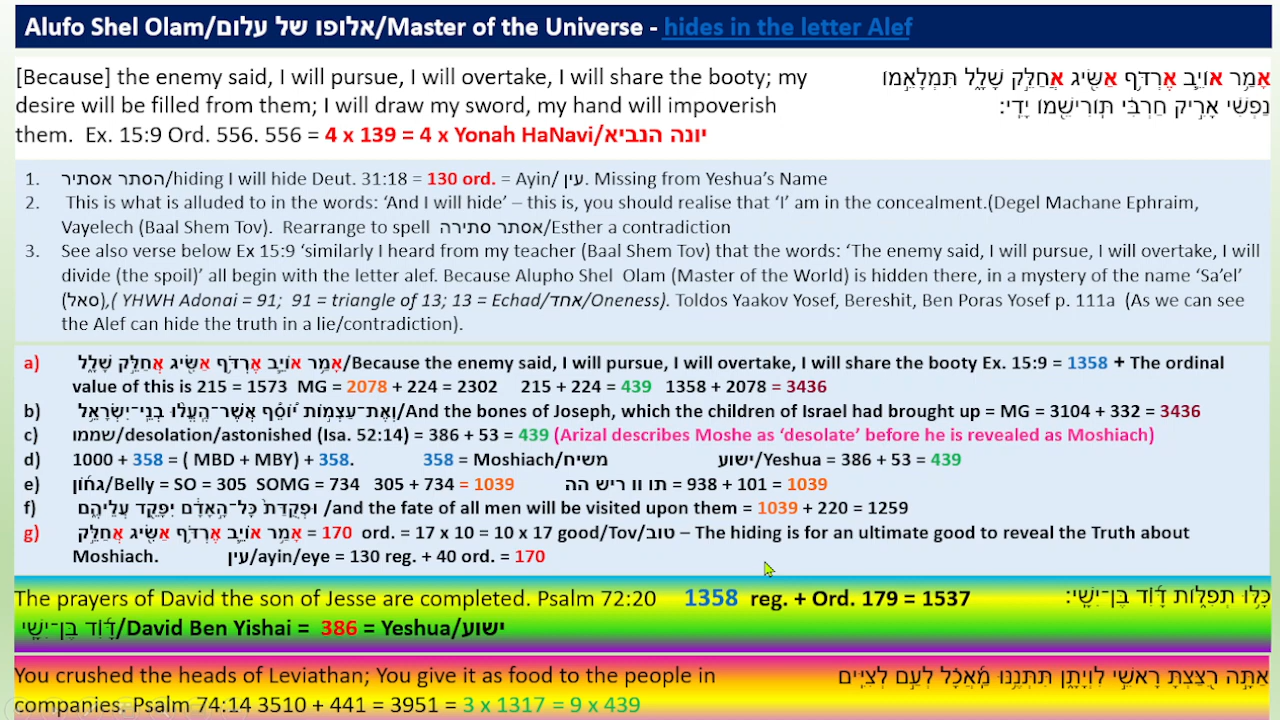 Alufo Shel Olam/אלופו של עלום/Master of the Universe - hides in the letter Alef
[Because] the enemy said, I will pursue, I will overtake, I will share the booty; my
desire will be filled from them; I will draw my sword, my hand will impoverish
them. Ex. 15:9 Ord. 556. 556 = 4 x 139 = 4 x Yonah HaNavi/יונה הנביא
אָמַ֥ר אוֹיֵ֛ב אֶרְדֹּ֥ף אַשִּׂ֖יג אֲחַלֵּ֣ק שָׁלָ֑ל תִּמְלָאֵ֣מוֹ
נַפְשִׁ֔י אָרִ֣יק חַרְבִּ֔י תּוֹרִישֵׁ֖מוֹ יָדִֽי:
1. הסתר אסתיר/hiding I will hide Deut. 31:18 = 130 ord. = Ayin/ עין. Missing from Yeshua's Name
2. This is what is alluded to in the words: 'And I will hide' – this is, you should realise that 'I' am in the concealment.(Degel Machane Ephraim,
Vayelech (Baal Shem Tov). Rearrange to spell אסתר סתירה/Esther a contradiction
3. See also verse below Ex 15:9 'similarly I heard from my teacher (Baal Shem Tov) that the words: 'The enemy said, I will pursue, I will overtake, I will
divide (the spoil)' all begin with the letter alef. Because Alupho Shel Olam (Master of the World) is hidden there, in a mystery of the name 'Sa'el'
(סאל),( YHWH Adonai = 91; 91 = triangle of 13; 13 = Echad/אחד/Oneness). Toldos Yaakov Yosef, Bereshit, Ben Poras Yosef p. 111a (As we can see
the Alef can hide the truth in a lie/contradiction).
a) אָמַ֥ר אוֹיֵ֛ב אֶרְדֹּ֥ף אַשִּׂ֖יג אֲחַלֵּ֣ק שָׁלָ֑ל/Because the enemy said, I will pursue, I will overtake, I will share the booty Ex. 15:9 = 1358 + The ordinal
value of this is 215 = 1573 MG = 2078 + 224 = 2302 215 + 224 = 439 1358 + 2078 = 3436
b) וְאֶת־עַצְמ֣וֹת י֠וֹסֵ֠ף אֲשֶׁר־הֶעֱל֨וּ בְנֵֽי־יִשְׂרָאֵ֥ל/And the bones of Joseph, which the children of Israel had brought up = MG = 3104 + 332 = 3436
c) שממו/desolation/astonished (Isa. 52:14) = 386 + 53 = 439 (Arizal describes Moshe as 'desolate' before he is revealed as Moshiach)
d) 1000 + 358 = ( MBD + MBY) + 358. 358 = Moshiach/משיח ישוע/Yeshua = 386 + 53 = 439
e) גחוֹן/Belly = SO = 305 SOMG = 734 305 + 734 = 1039 תו וו ריש הה = 938 + 101 = 1039
f) וּפְקֻדַּת֙ כָּל־הָ֣אָדָ֔ם יִפָּקֵ֖ד עֲלֵיהֶ֑ם /and the fate of all men will be visited upon them = 1039 + 220 = 1259
g) אָמַ֥ר אוֹיֵ֛ב אֶרְדֹּ֥ף אַשִּׂ֖יג אֲחַלֵּ֣ק = 170 ord. = 17 x 10 = 10 x 17 good/Tov/טוב – The hiding is for an ultimate good to reveal the Truth about
Moshiach. עין/ayin/eye = 130 reg. + 40 ord. = 170
The prayers of David the son of Jesse are completed. Psalm 72:20 1358 reg. + Ord. 179 = 1537 כָּלּ֥וּ תְפִלּ֑וֹת דָּ֝וִ֗ד בֶּן־יִשָֽׁי:
דָּ֝וִ֗ד בֶּן־יִשָֽׁי/David Ben Yishai = 386 = Yeshua/ישוע
You crushed the heads of Leviathan; You give it as food to the people in אַתָּ֣ה רִ֭צַּצְתָּ רָאשֵׁ֣י לִוְיָתָ֑ן תִּתְּנֶ֥נּוּ מַ֝אֲכָ֗ל לְעַ֣ם לְצִיִּֽים
companies. Psalm 74:14 3510 + 441 = 3951 = 3 x 1317 = 9 x 439